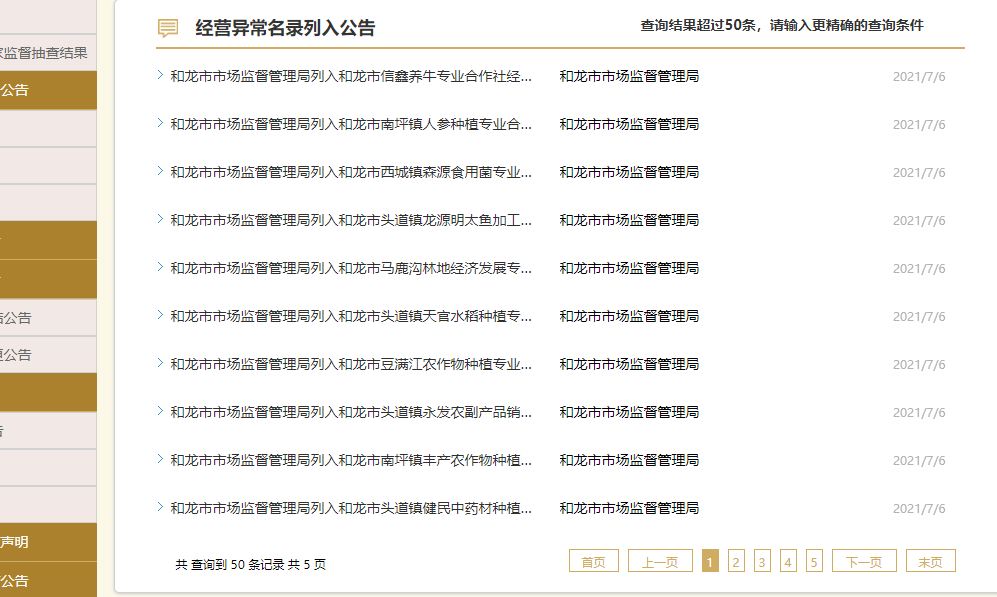 经营异常名录列入公告
查询结果超过50条，请输入更精确的查询条件
监督抽查结果
公告
公告
公告
声明
公告
和龙市市场监督管理局列入和龙市信鑫养牛专业合作社经... 和龙市市场监督管理局 2021/7/6
和龙市市场监督管理局列入和龙市南坪镇人参种植专业合... 和龙市市场监督管理局 2021/7/6
和龙市市场监督管理局列入和龙市西城镇森源食用菌专业... 和龙市市场监督管理局 2021/7/6
和龙市市场监督管理局列入和龙市头道镇龙源明太鱼加工... 和龙市市场监督管理局 2021/7/6
和龙市市场监督管理局列入和龙市马鹿沟林地经济发展专... 和龙市市场监督管理局 2021/7/6
和龙市市场监督管理局列入和龙市头道镇天官水稻种植专... 和龙市市场监督管理局 2021/7/6
和龙市市场监督管理局列入和龙市豆满江农作物种植专业... 和龙市市场监督管理局 2021/7/6
和龙市市场监督管理局列入和龙市头道镇永发农副产品销... 和龙市市场监督管理局 2021/7/6
和龙市市场监督管理局列入和龙市南坪镇丰产农作物种植... 和龙市市场监督管理局 2021/7/6
和龙市市场监督管理局列入和龙市头道镇健民中药材种植... 和龙市市场监督管理局 2021/7/6
共 查询到 50 条记录 共 5 页
首页 上一页 1 2 3 4 5 下一页 末页